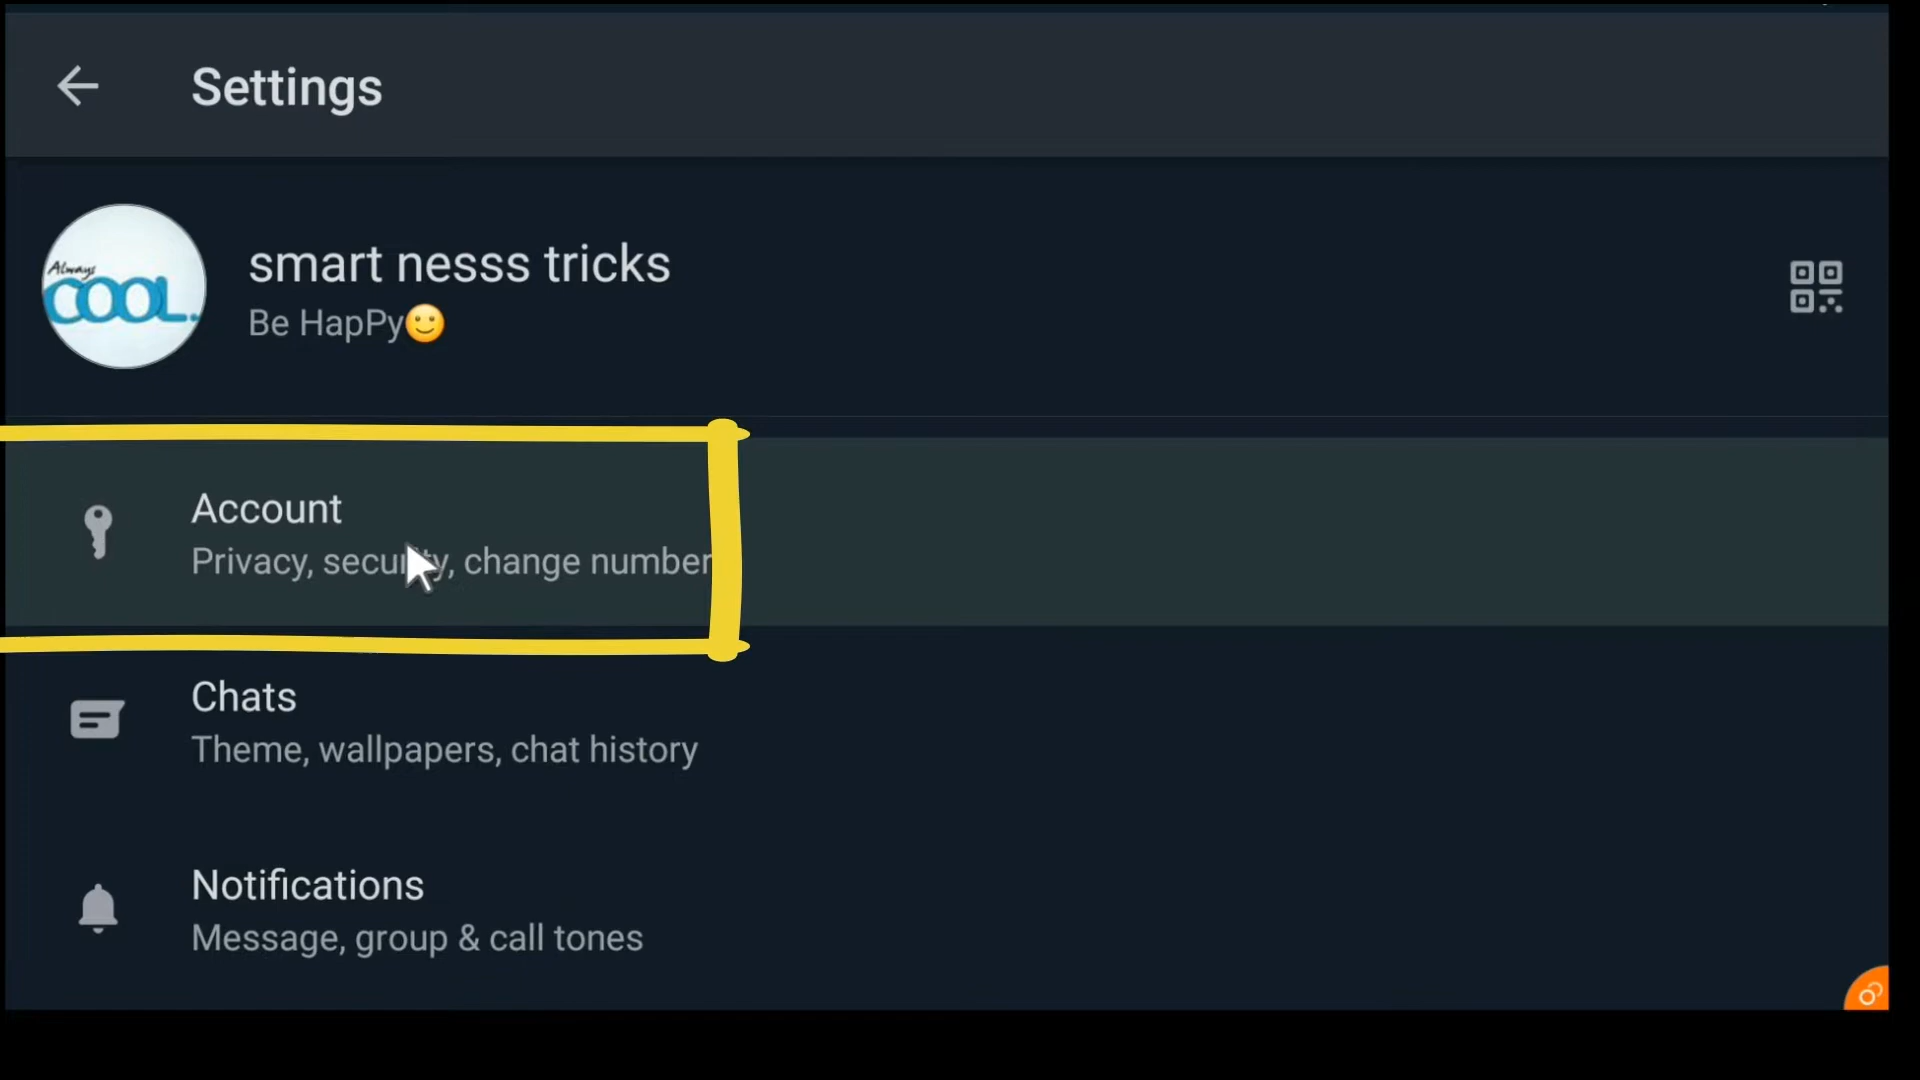 Settings
Always
COOL.
smart nesss tricks
Be HapPy🙂
Account
Privacy, security, change number
Chats
Theme, wallpapers, chat history
Notifications
Message, group & call tones